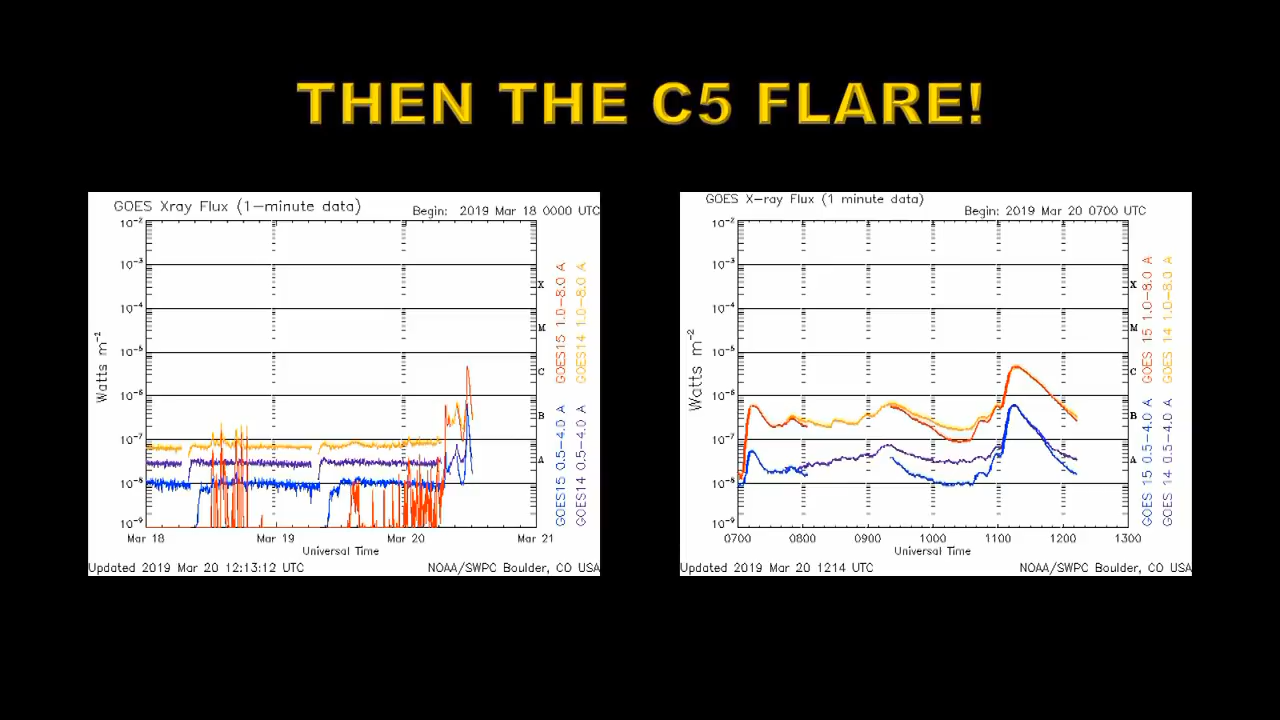 THEN THE C5 FLARE!
GOES Xray Flux (1-minute data)
Begin: 2019 Mar 18 0000 UTC
10-2
10-3
10-4
10-5
10-6
10-7
10-8
10-9
Watts m-2
X
M
C
B
A
GOES15 1.0-8.0 A
GOES14 1.0-8.0 A
GOES15 0.5-4.0 A
GOES14 0.5-4.0 A
Mar 18 Mar 19 Mar 20 Mar 21
Universal Time
Updated 2019 Mar 20 12:13:12 UTC
NOAA/SWPC Boulder, CO USA
GOES X-ray Flux (1 minute data)
Begin: 2019 Mar 20 0700 UTC
10-2
10-3
10-4
10-5
10-6
10-7
10-8
10-9
Watts m-2
X
M
C
B
A
GOES 15 1.0-8.0 A
GOES 14 1.0-8.0 A
GOES 15 0.5-4.0 A
GOES 14 0.5-4.0 A
0700 0800 0900 1000 1100 1200 1300
Universal Time
Updated 2019 Mar 20 1214 UTC
NOAA/SWPC Boulder, CO USA